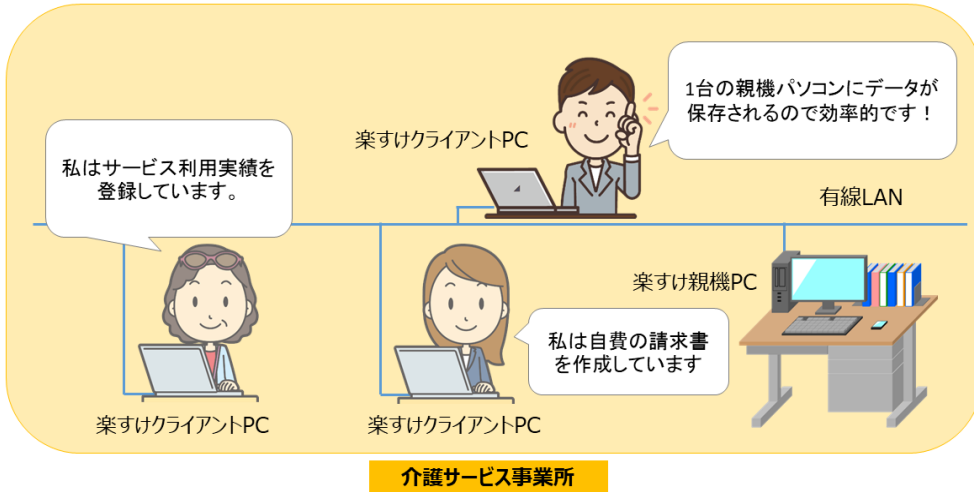 1台の親機パソコンにデータが
保存されるので効率的です！
楽すけクライアントPC
私はサービス利用実績を
登録しています。
有線LAN
楽すけ親機PC
私は自費の請求書
を作成しています
楽すけクライアントPC
楽すけクライアントPC
介護サービス事業所